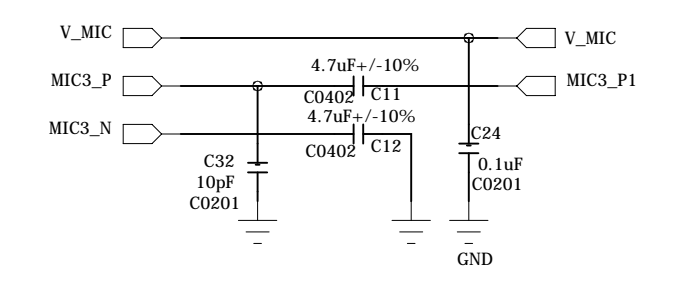 V_MIC
V_MIC
4.7uF+/-10%
MIC3_P
MIC3_P1
C0402
C11
4.7uF+/-10%
MIC3_N
C0402
C12
C24
C32
0.1uF
10pF
C0201
C0201
GND